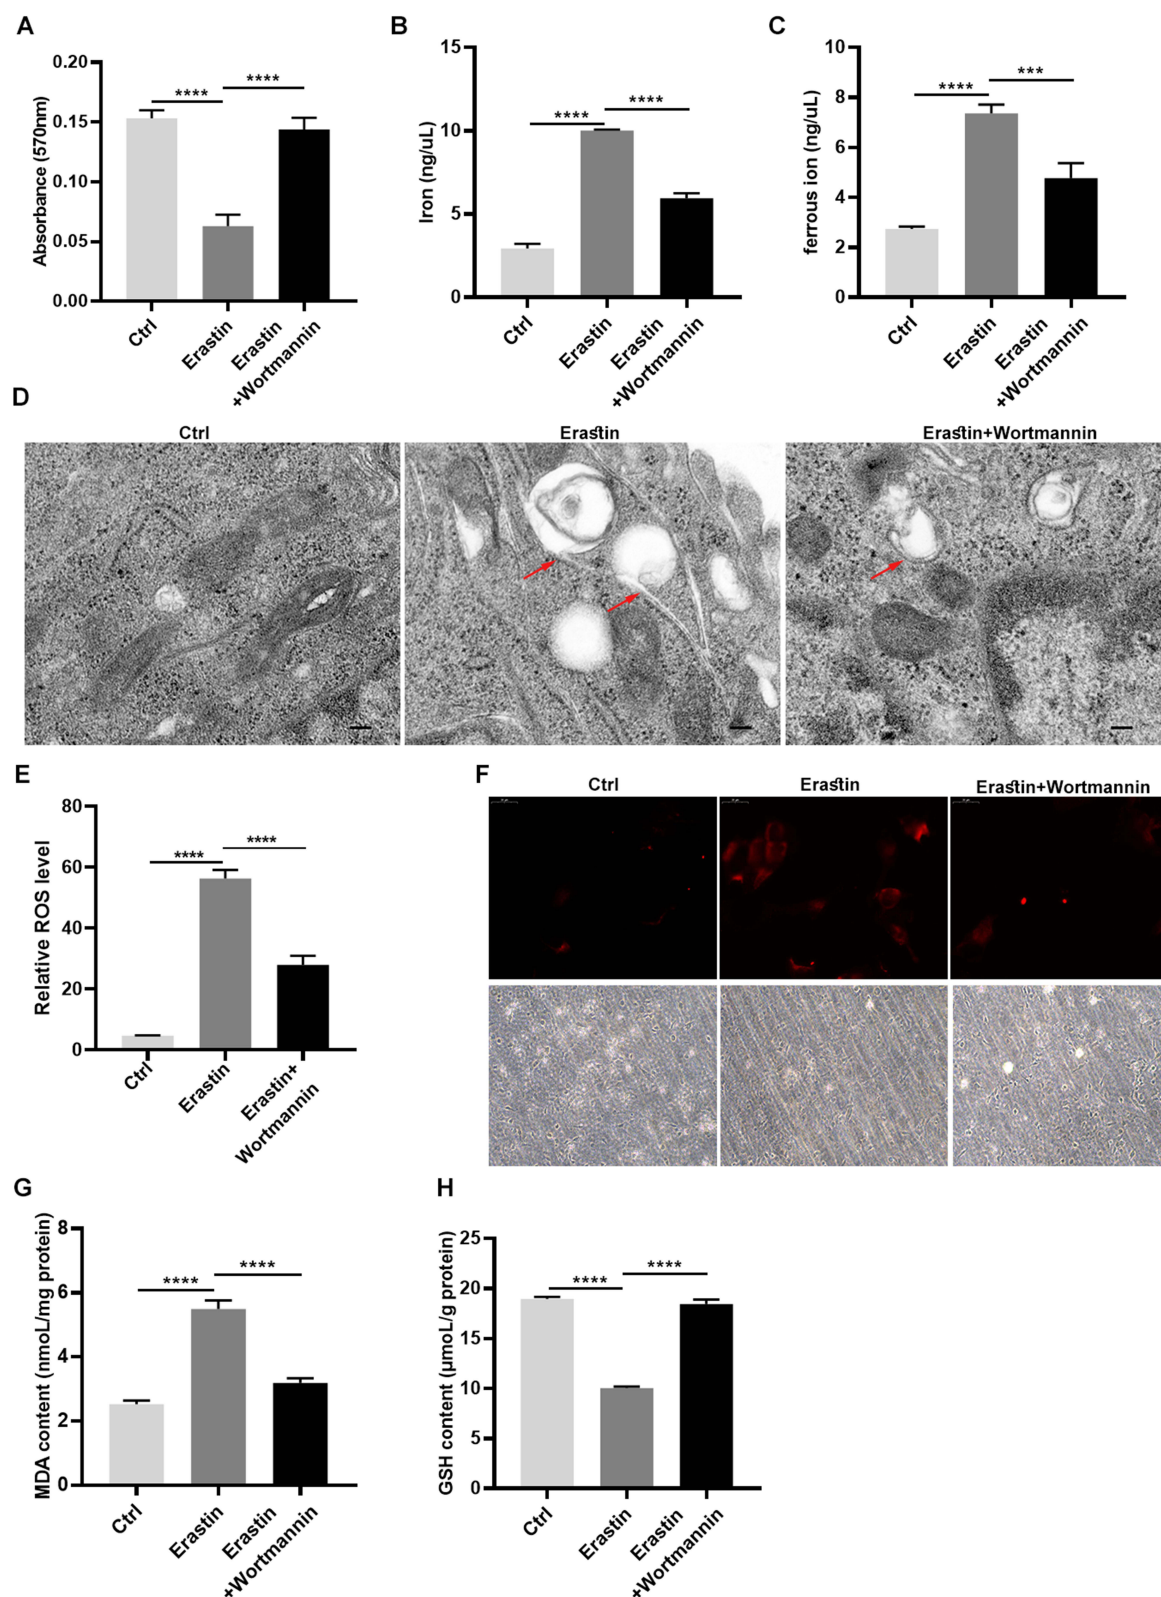 A
Absorbance (570nm)
0.20
0.15
0.10
0.05
0.00
****
****
Ctrl
Erastin
Erastin
+Wortmannin
B
Iron (ng/uL)
15
10
5
0
****
****
Ctrl
Erastin
Erastin
+Wortmannin
C
ferrous ion (ng/uL)
10
8
6
4
2
0
****
***
Ctrl
Erastin
Erastin
+Wortmannin
D
Ctrl
Erastin
Erastin+Wortmannin
E
Relative ROS level
80
60
40
20
0
****
****
Ctrl
Erastin
Erastin+
Wortmannin
F
Ctrl
Erastin
Erastin+Wortmannin
G
MDA content (nmoL/mg protein)
8
6
4
2
0
****
****
Ctrl
Erastin
Erastin
+Wortmannin
H
GSH content (μmoL/g protein)
25
20
15
10
5
0
****
****
Ctrl
Erastin
Erastin
+Wortmannin